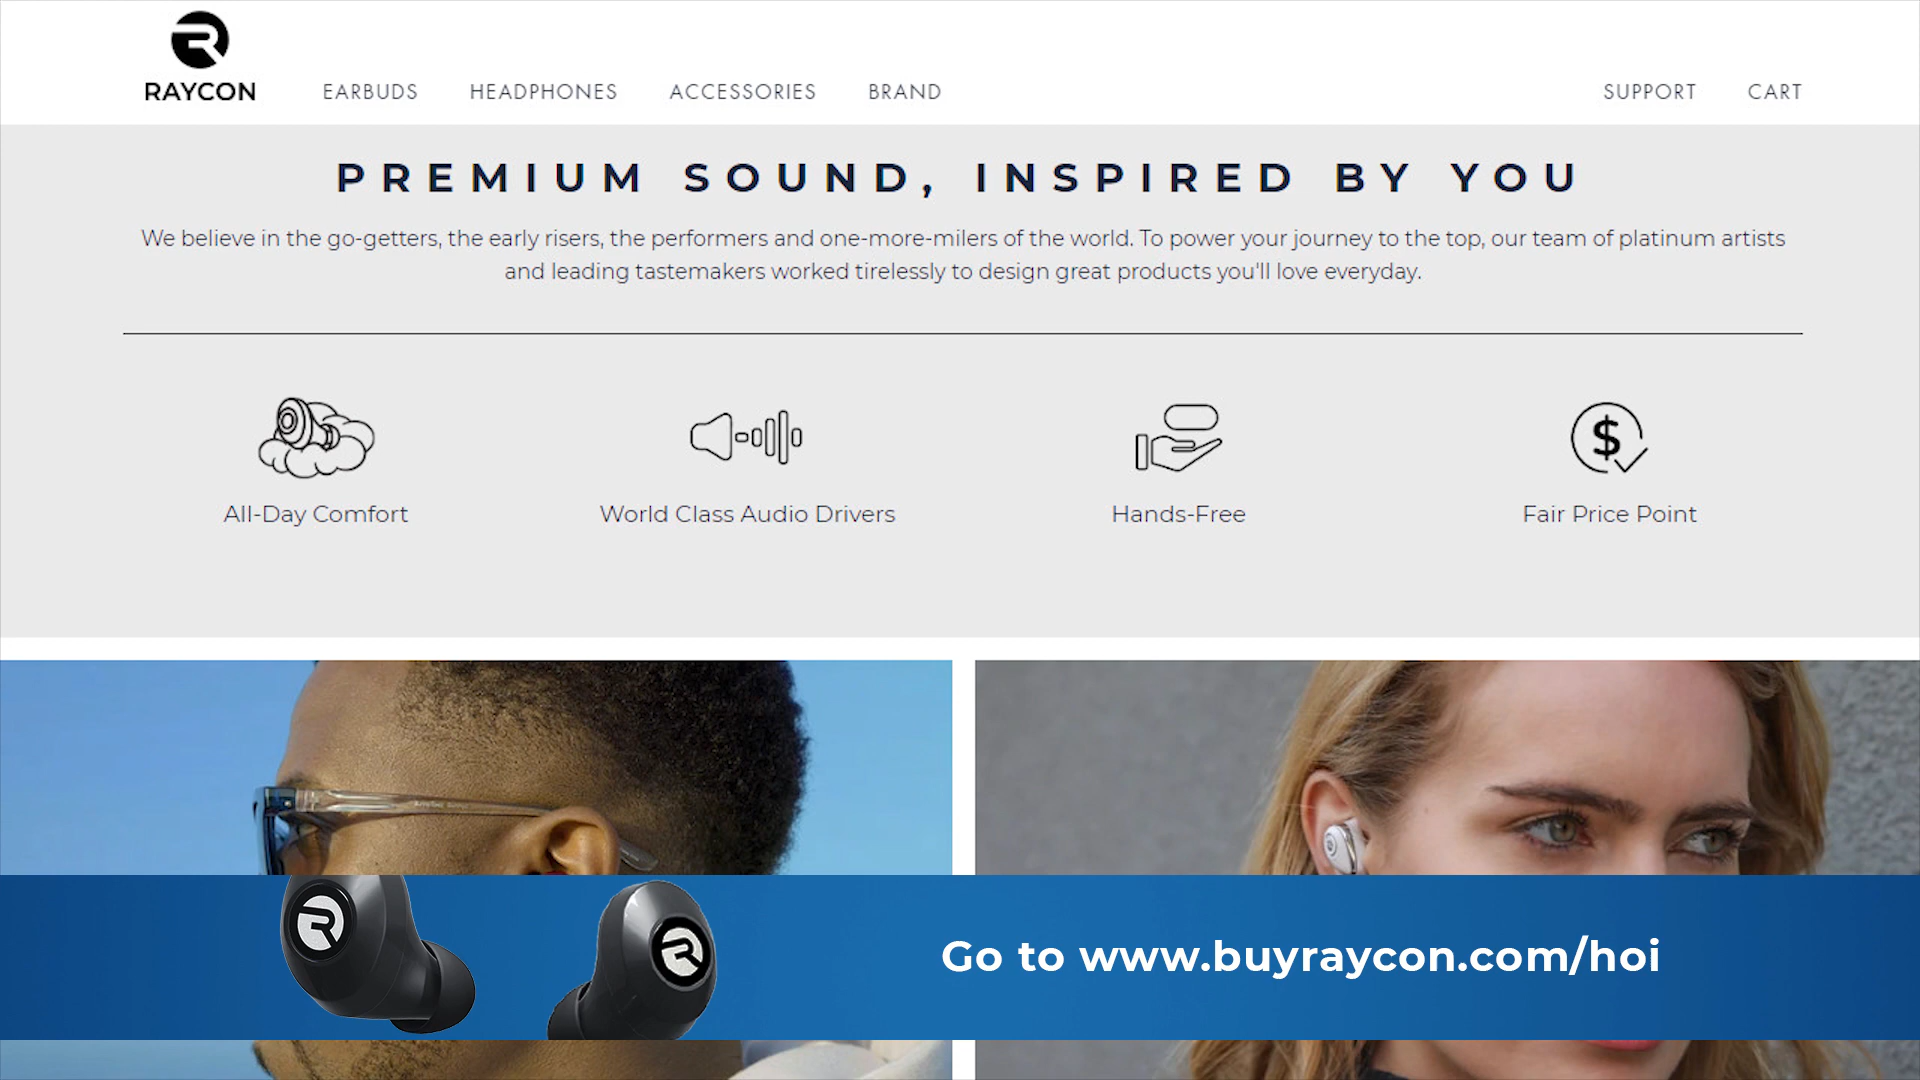 RAYCON
EARBUDS
HEADPHONES
ACCESSORIES
BRAND
SUPPORT
CART
PREMIUM SOUND, INSPIRED BY YOU
We believe in the go-getters, the early risers, the performers and one-more-milers of the world. To power your journey to the top, our team of platinum artists
and leading tastemakers worked tirelessly to design great products you'll love everyday.
All-Day Comfort
World Class Audio Drivers
Hands-Free
Fair Price Point
Go to www.buyraycon.com/hoi